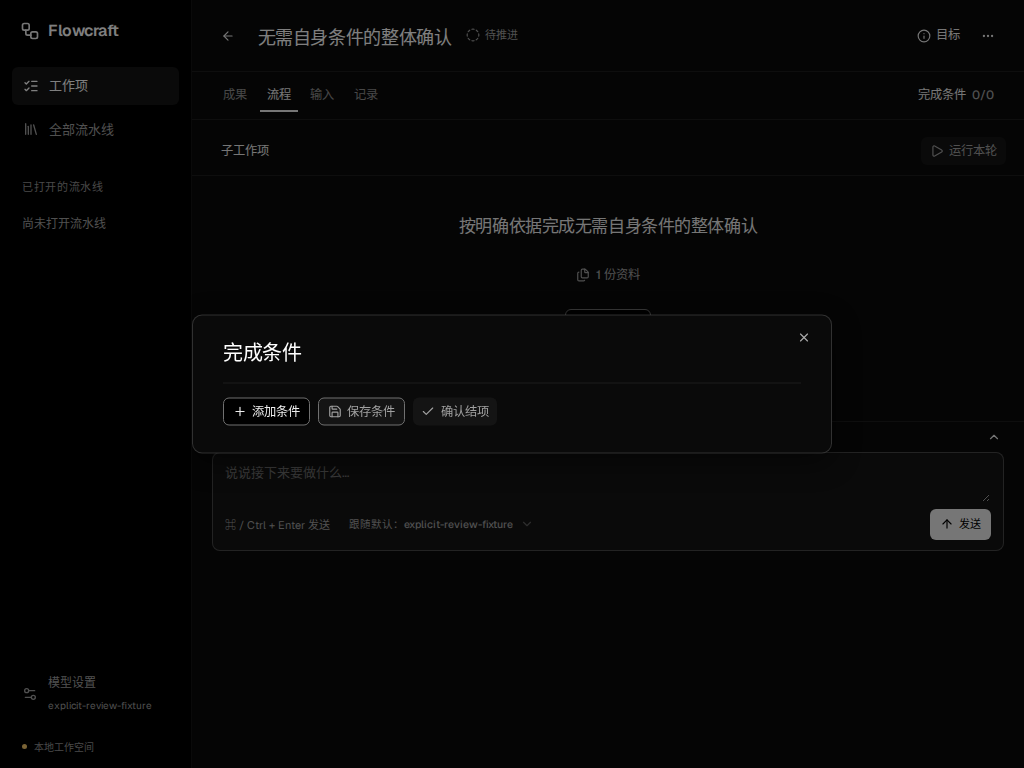 Flowcraft
工作项
全部流水线
已打开的流水线
尚未打开流水线
模型设置
explicit-review-fixture
本地工作空间
无需自身条件的整体确认
待推进
目标
成果
流程
输入
记录
完成条件 0/0
子工作项
运行本轮
按明确依据完成无需自身条件的整体确认
1 份资料
完成条件
添加条件
保存条件
确认结项
说说接下来要做什么…
⌘ / Ctrl + Enter 发送
跟随默认：explicit-review-fixture
发送